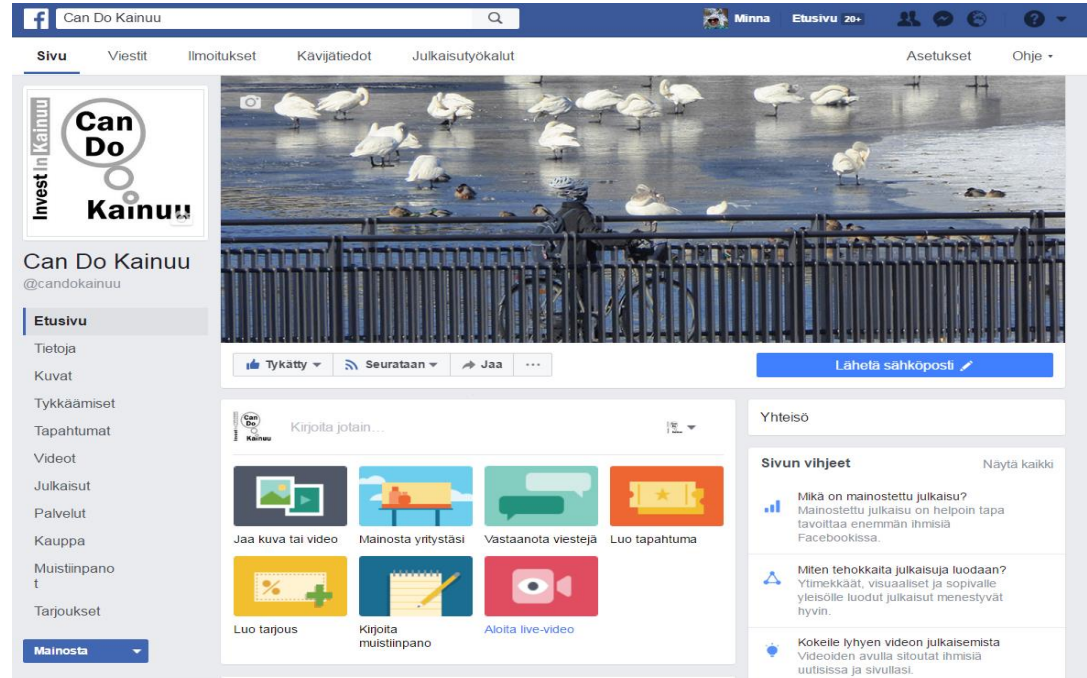 f Can Do Kainuu
Minna Etusivu 20+
Sivu Viestit Ilmoitukset Kävijätiedot Julkaisutyökalut Asetukset Ohje
Invest In Kainuu
Can
Do
Kainuu
Can Do Kainuu
@candokainuu
Etusivu
Tietoja
Kuvat
Tykkäämiset
Tapahtumat
Videot
Julkaisut
Palvelut
Kauppa
Muistiinpano
t
Tarjoukset
Mainosta
Tykätty Seurataan Jaa ...
Lähetä sähköposti
Can
Do
Kainuu
Kirjoita jotain...
Jaa kuva tai video
Mainosta yritystäsi
Vastaanota viestejä
Luo tapahtuma
Luo tarjous
Kirjoita
muistiinpano
Aloita live-video
Yhteisö
Sivun vihjeet Näytä kaikki
Mikä on mainostettu julkaisu?
Mainostettu julkaisu on helpoin tapa
tavoittaa enemmän ihmisiä
Facebookissa.
Miten tehokkaita julkaisuja luodaan?
Ytimekkäät, visuaaliset ja sopivalle
yleisölle luodut julkaisut menestyvät
hyvin.
Kokeile lyhyen videon julkaisemista
Videoiden avulla sitoutat ihmisiä
uutisissa ja sivullasi.